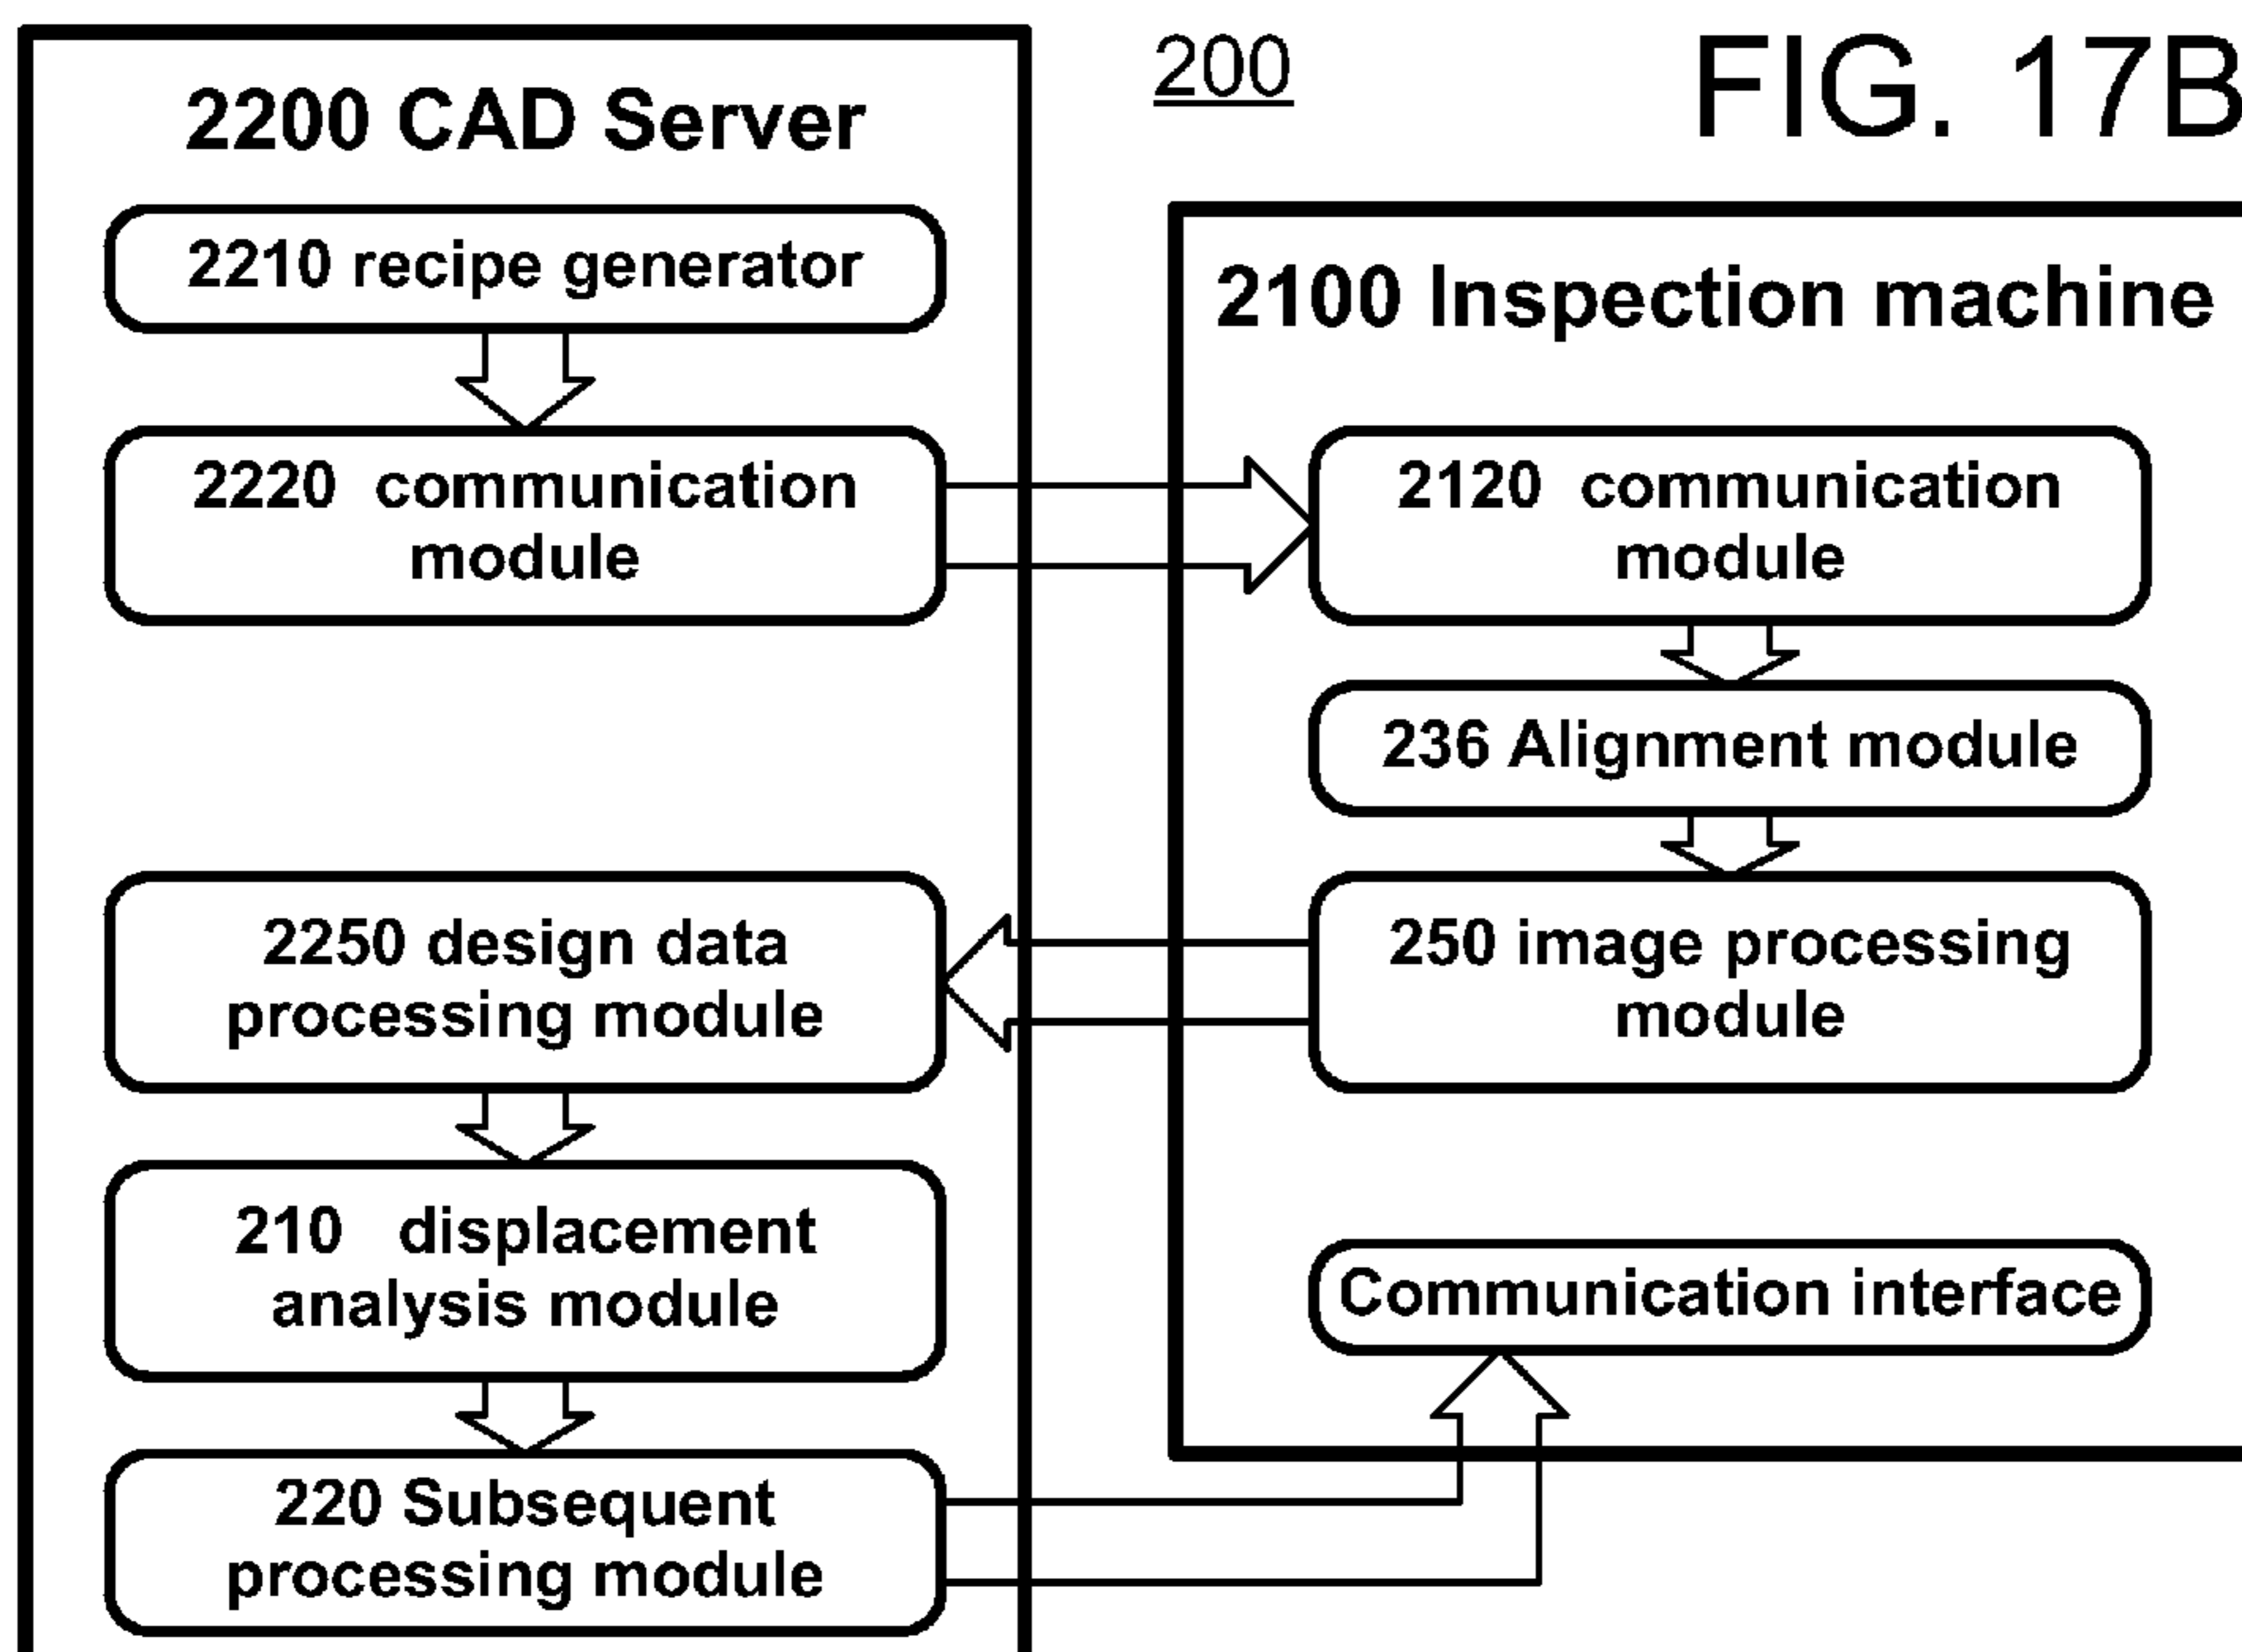 200
FIG. 17B
2200 CAD Server
2210 recipe generator
2220 communication
module
2250 design data
processing module
210 displacement
analysis module
220 Subsequent
processing module
2100 Inspection machine
2120 communication
module
236 Alignment module
250 image processing
module
Communication interface